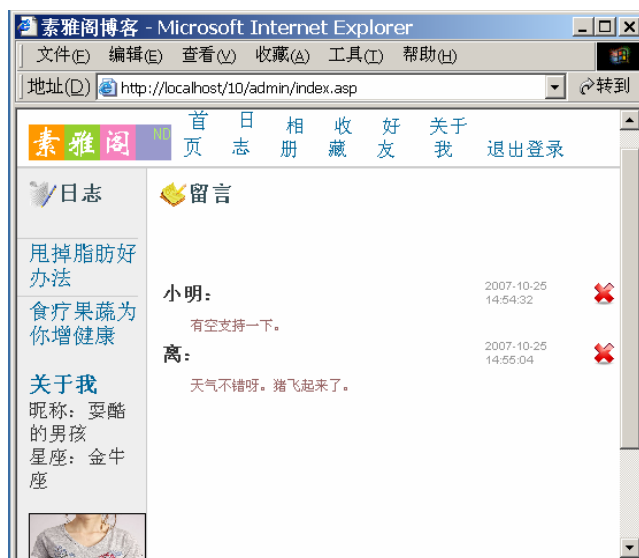 素雅阁博客 - Microsoft Internet Explorer
文件(F) 编辑(E) 查看(V) 收藏(A) 工具(T) 帮助(H)
地址(D) http://localhost/10/admin/index.asp 转到
素雅阁 ND 首页 日志 相册 收藏 好友 关于我 退出登录
日志
留言
甩掉脂肪好
办法
食疗果蔬为
你增健康
关于我
昵称：耍酷
的男孩
星座：金牛
座
小明：
2007-10-25
14:54:32
有空支持一下。
离：
2007-10-25
14:55:04
天气不错呀。猪飞起来了。